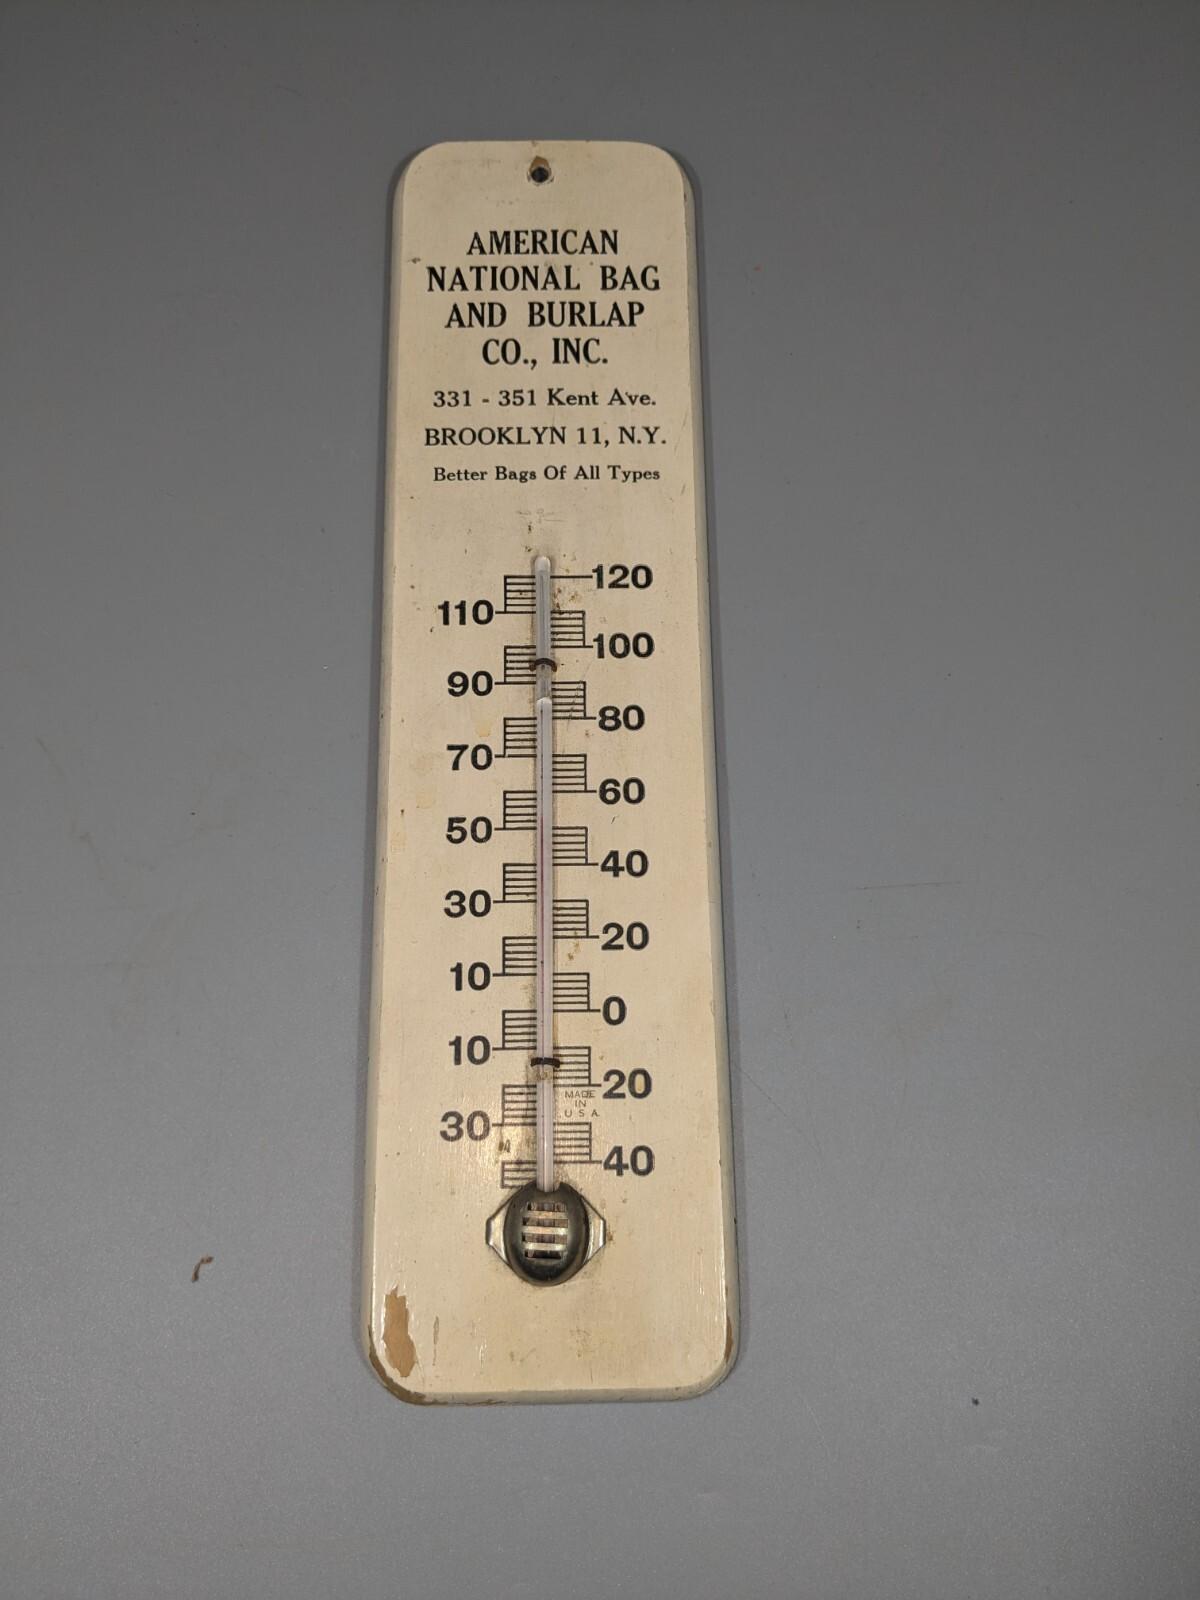 AMERICAN
NATIONAL BAG
AND BURLAP
CO., INC.
331 - 351 Kent Ave.
BROOKLYN 11, N.Y.
Better Bags Of All Types
120
110
100
90
80
70
60
50
40
30
20
10
0
10
20
MADE
IN
U S A
30
40